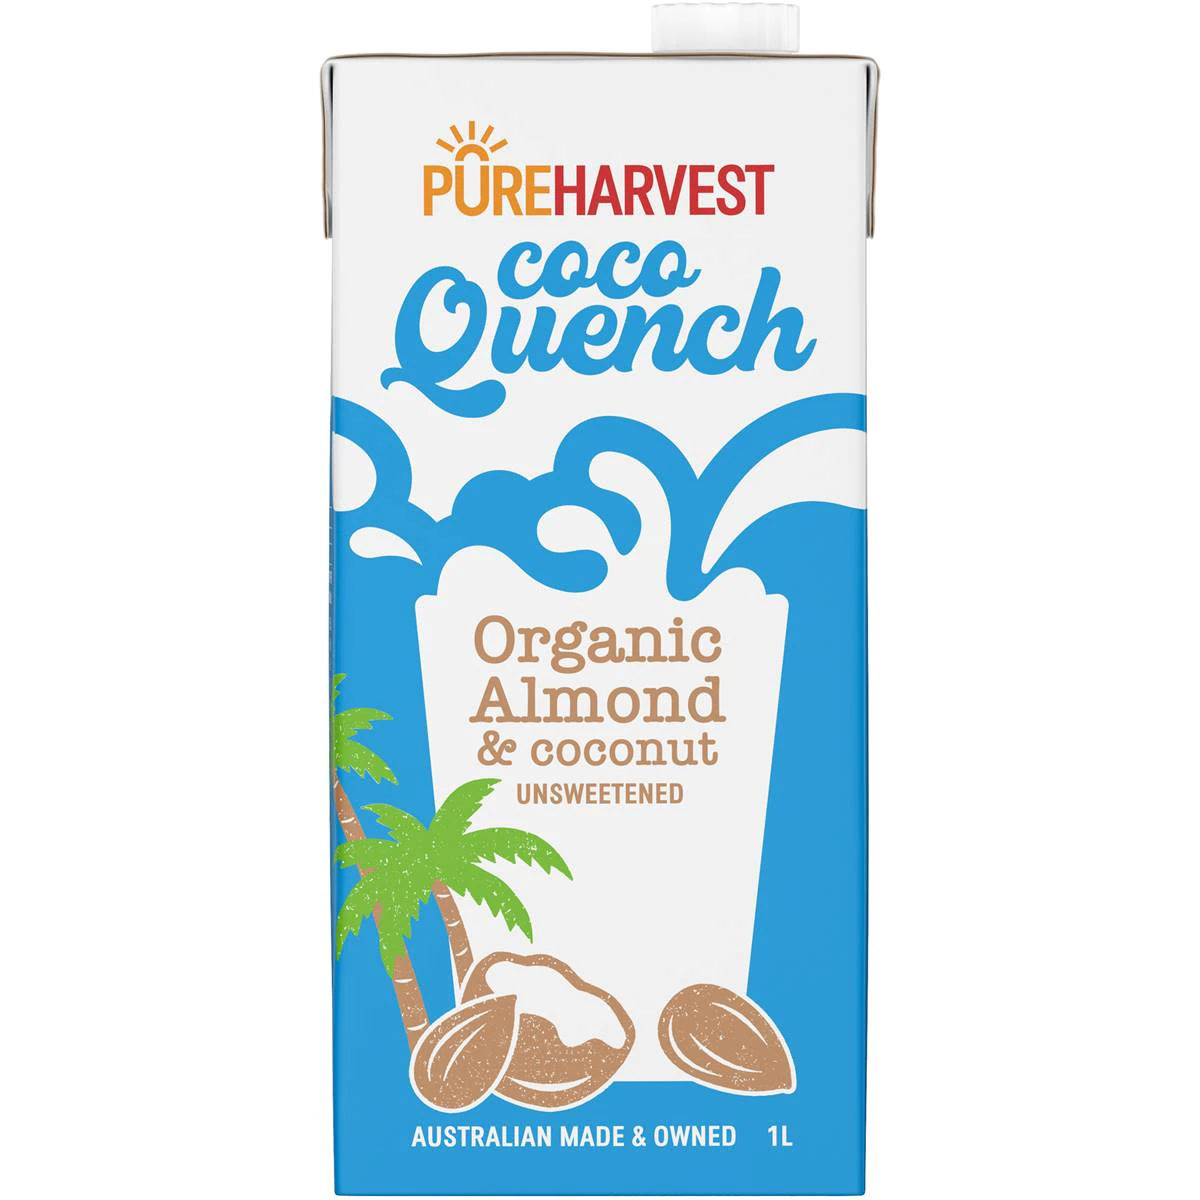 PUREHARVEST
coco
Quench
Organic
Almond
& coconut
UNSWEETENED
AUSTRALIAN MADE & OWNED 1L